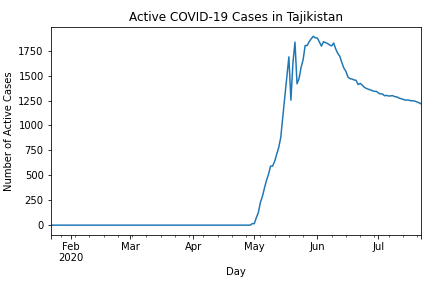 Active COVID-19 Cases in Tajikistan
Number of Active Cases
1750
1500
1250
1000
750
500
250
0
Feb Mar Apr May Jun Jul
2020
Day